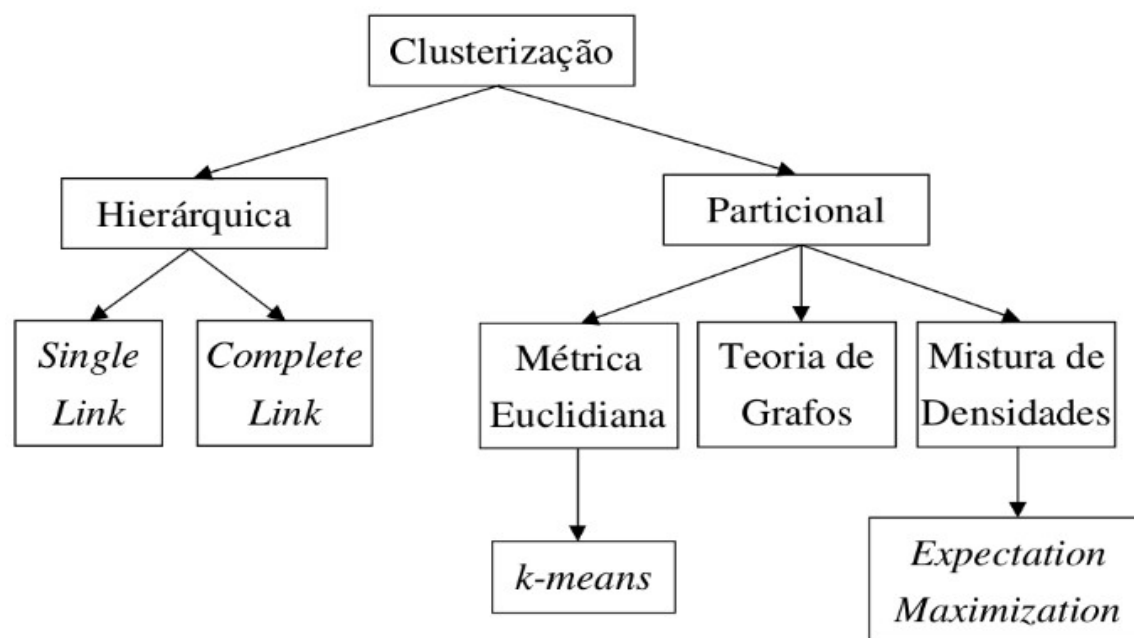 Clusterização
Hierárquica
Particional
Single
Link
Complete
Link
Métrica
Euclidiana
Teoria de
Grafos
Mistura de
Densidades
k-means
Expectation
Maximization